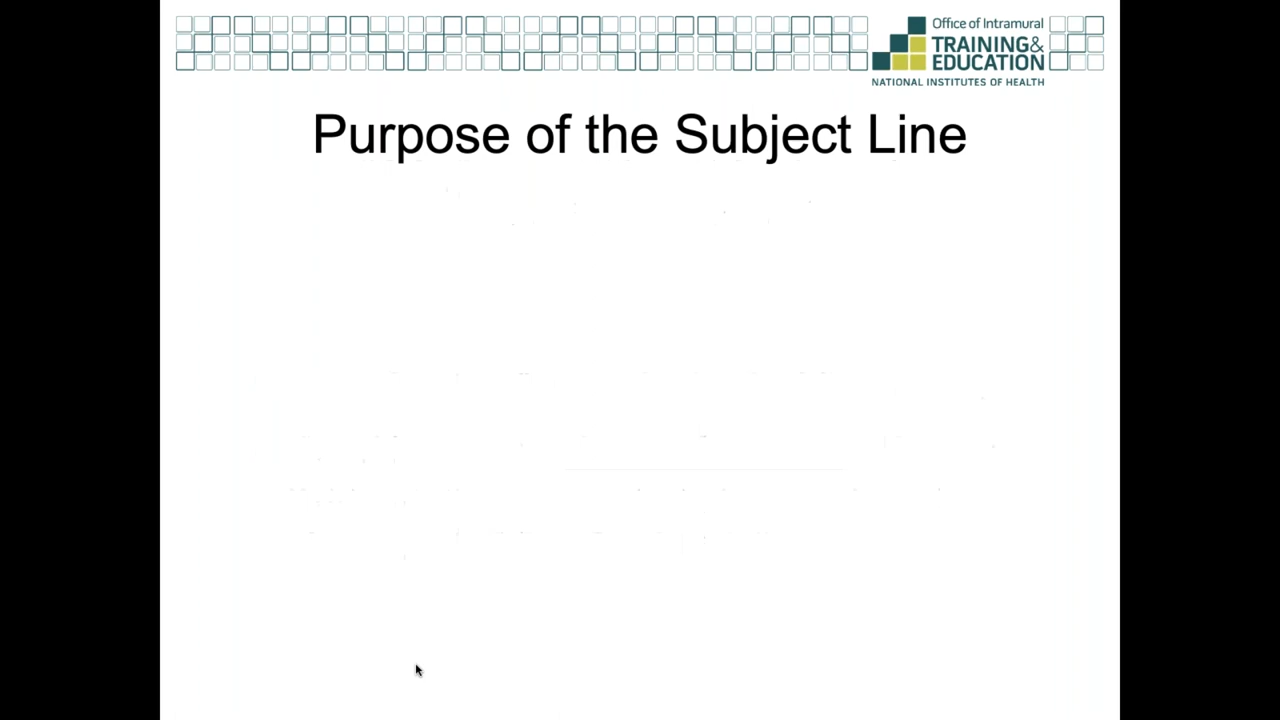 Office of Intramural
TRAINING&
EDUCATION
NATIONAL INSTITUTES OF HEALTH
Purpose of the Subject Line